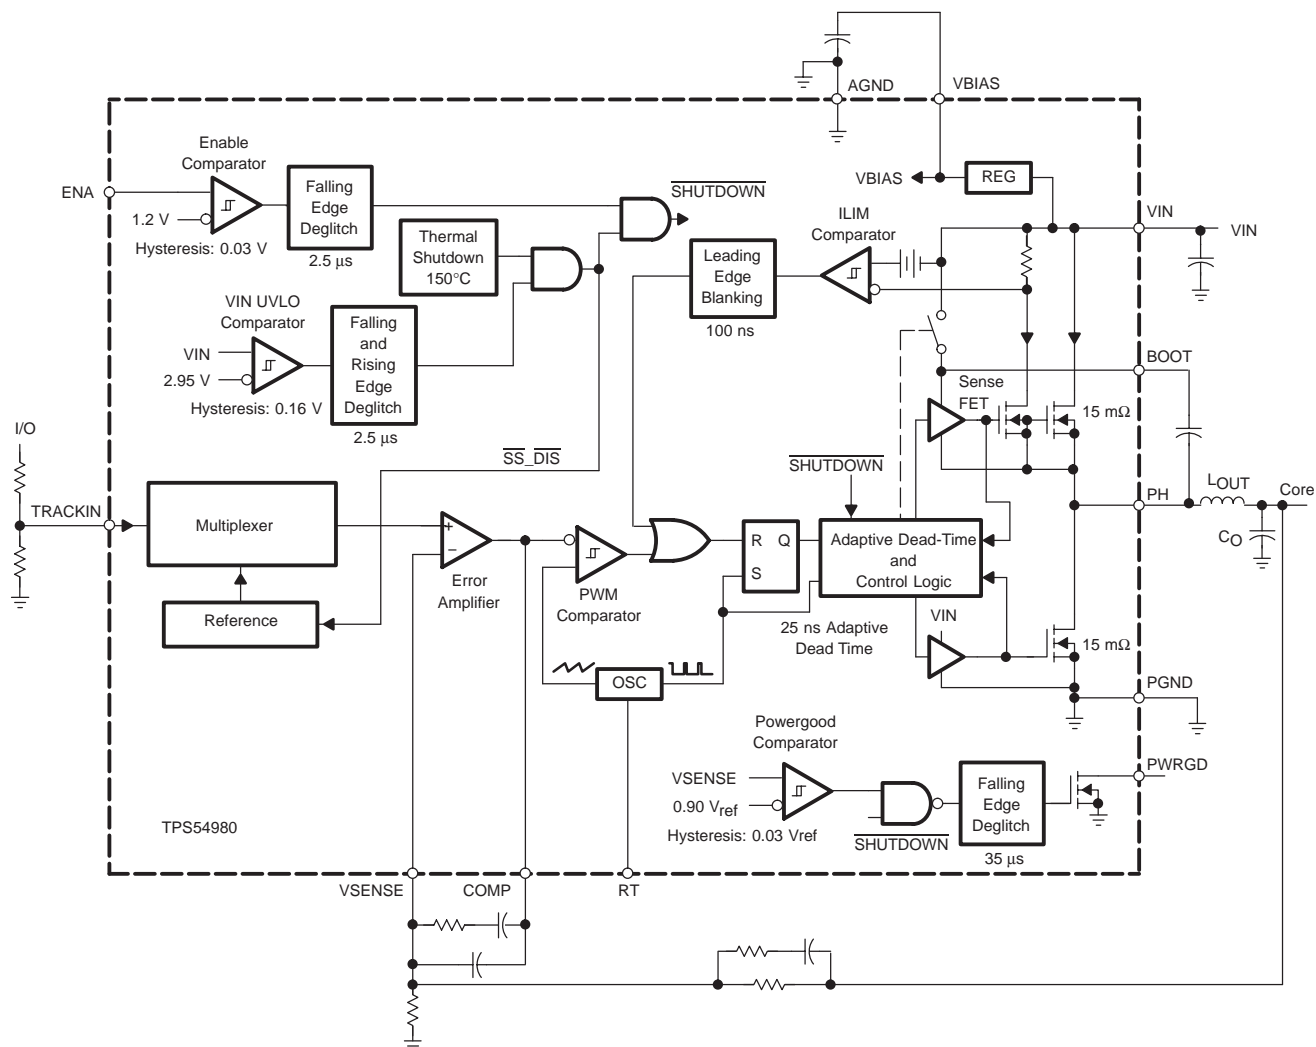 AGND
VBIAS
Enable
Comparator
ENA
1.2 V
Hysteresis: 0.03 V
Falling
Edge
Deglitch
2.5 μs
SHUTDOWN
VBIAS
REG
VIN
VIN
Thermal
Shutdown
150°C
ILIM
Comparator
Leading
Edge
Blanking
100 ns
VIN UVLO
Comparator
VIN
2.95 V
Hysteresis: 0.16 V
Falling
and
Rising
Edge
Deglitch
2.5 μs
BOOT
Sense
FET
15 mΩ
I/O
SS_DIS
SHUTDOWN
TRACKIN
Multiplexer
Reference
+
−
Error
Amplifier
PWM
Comparator
R Q
S
Adaptive Dead-Time
and
Control Logic
25 ns Adaptive
Dead Time
PH
LOUT
Core
CO
VIN
15 mΩ
OSC
PGND
Powergood
Comparator
VSENSE
0.90 Vref
Hysteresis: 0.03 Vref
SHUTDOWN
Falling
Edge
Deglitch
35 μs
PWRGD
TPS54980
VSENSE
COMP
RT